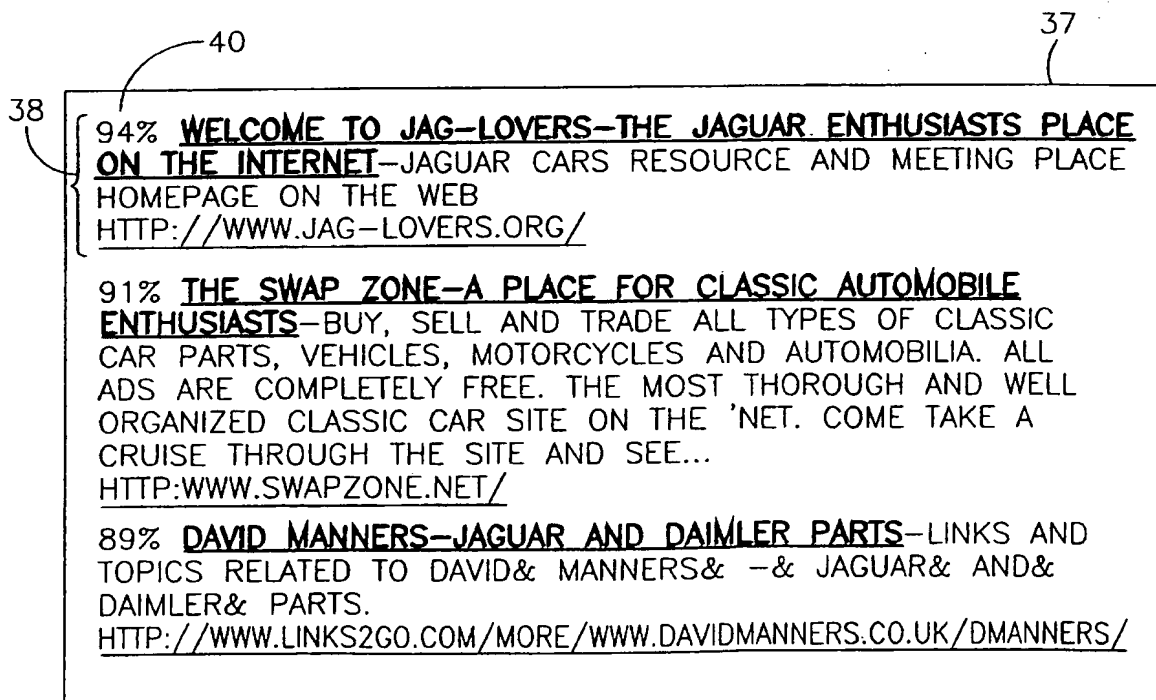 40
37
38
94% WELCOME TO JAG-LOVERS-THE JAGUAR ENTHUSIASTS PLACE
ON THE INTERNET-JAGUAR CARS RESOURCE AND MEETING PLACE
HOMEPAGE ON THE WEB
HTTP://WWW.JAG-LOVERS.ORG/
91% THE SWAP ZONE-A PLACE FOR CLASSIC AUTOMOBILE
ENTHUSIASTS-BUY, SELL AND TRADE ALL TYPES OF CLASSIC
CAR PARTS, VEHICLES, MOTORCYCLES AND AUTOMOBILIA. ALL
ADS ARE COMPLETELY FREE. THE MOST THOROUGH AND WELL
ORGANIZED CLASSIC CAR SITE ON THE 'NET. COME TAKE A
CRUISE THROUGH THE SITE AND SEE...
HTTP:WWW.SWAPZONE.NET/
89% DAVID MANNERS-JAGUAR AND DAIMLER PARTS-LINKS AND
TOPICS RELATED TO DAVID& MANNERS& -& JAGUAR& AND&
DAIMLER& PARTS.
HTTP://WWW.LINKS2GO.COM/MORE/WWW.DAVIDMANNERS.CO.UK/DMANNERS/